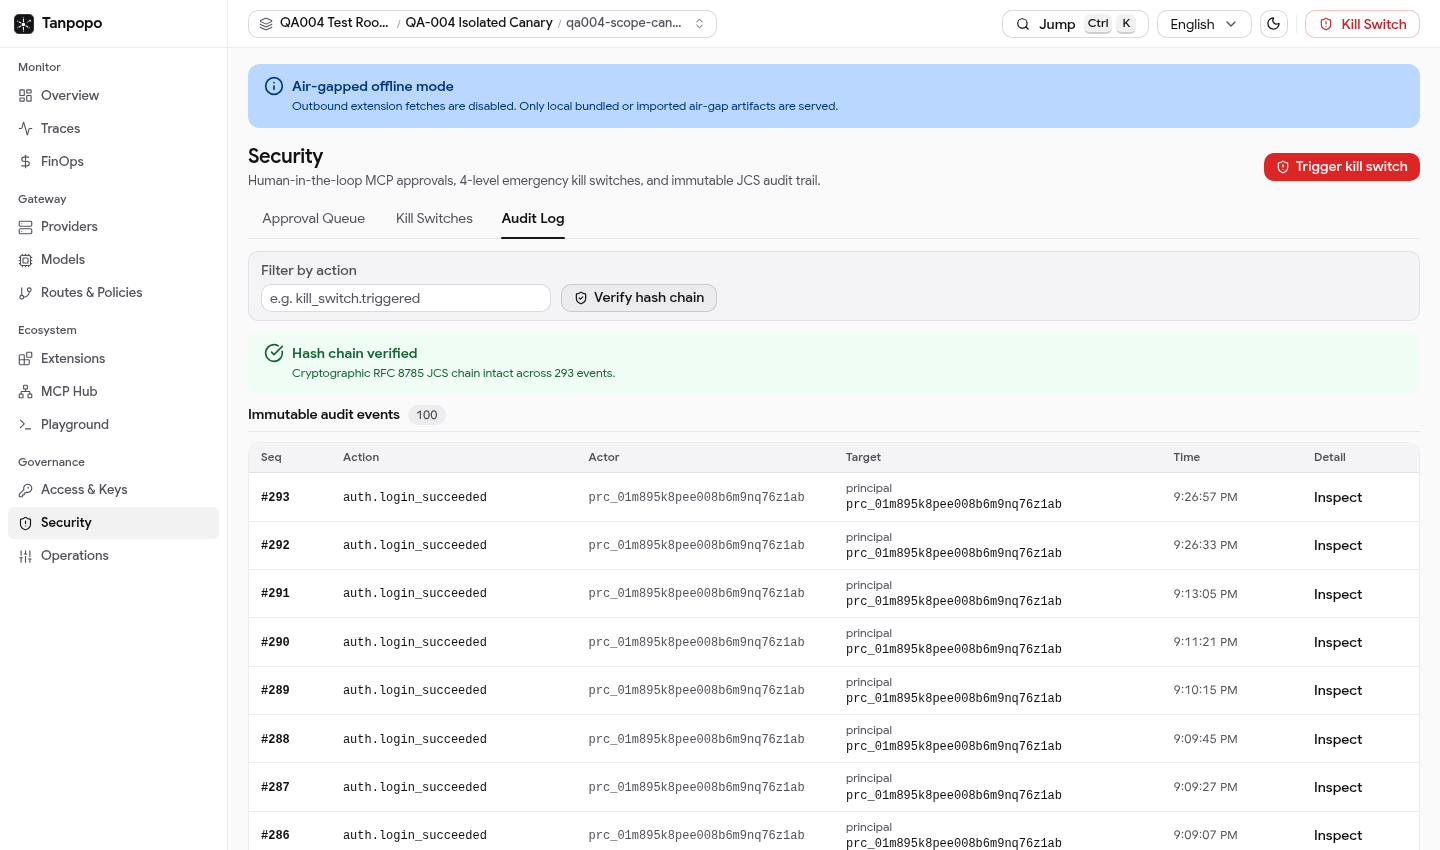 Tanpopo
QA004 Test Roo... / QA-004 Isolated Canary / qa004-scope-can...
Jump Ctrl K
English
Kill Switch
Monitor
Overview
Traces
FinOps
Gateway
Providers
Models
Routes & Policies
Ecosystem
Extensions
MCP Hub
Playground
Governance
Access & Keys
Security
Operations
Air-gapped offline mode
Outbound extension fetches are disabled. Only local bundled or imported air-gap artifacts are served.
Security
Human-in-the-loop MCP approvals, 4-level emergency kill switches, and immutable JCS audit trail.
Trigger kill switch
Approval Queue Kill Switches Audit Log
Filter by action
e.g. kill_switch.triggered
Verify hash chain
Hash chain verified
Cryptographic RFC 8785 JCS chain intact across 293 events.
Immutable audit events 100
Seq Action Actor Target Time Detail
#293 auth.login_succeeded prc_01m895k8pee008b6m9nq76z1ab principal prc_01m895k8pee008b6m9nq76z1ab 9:26:57 PM Inspect
#292 auth.login_succeeded prc_01m895k8pee008b6m9nq76z1ab principal prc_01m895k8pee008b6m9nq76z1ab 9:26:33 PM Inspect
#291 auth.login_succeeded prc_01m895k8pee008b6m9nq76z1ab principal prc_01m895k8pee008b6m9nq76z1ab 9:13:05 PM Inspect
#290 auth.login_succeeded prc_01m895k8pee008b6m9nq76z1ab principal prc_01m895k8pee008b6m9nq76z1ab 9:11:21 PM Inspect
#289 auth.login_succeeded prc_01m895k8pee008b6m9nq76z1ab principal prc_01m895k8pee008b6m9nq76z1ab 9:10:15 PM Inspect
#288 auth.login_succeeded prc_01m895k8pee008b6m9nq76z1ab principal prc_01m895k8pee008b6m9nq76z1ab 9:09:45 PM Inspect
#287 auth.login_succeeded prc_01m895k8pee008b6m9nq76z1ab principal prc_01m895k8pee008b6m9nq76z1ab 9:09:27 PM Inspect
#286 auth.login_succeeded prc_01m895k8pee008b6m9nq76z1ab principal prc_01m895k8pee008b6m9nq76z1ab 9:09:07 PM Inspect